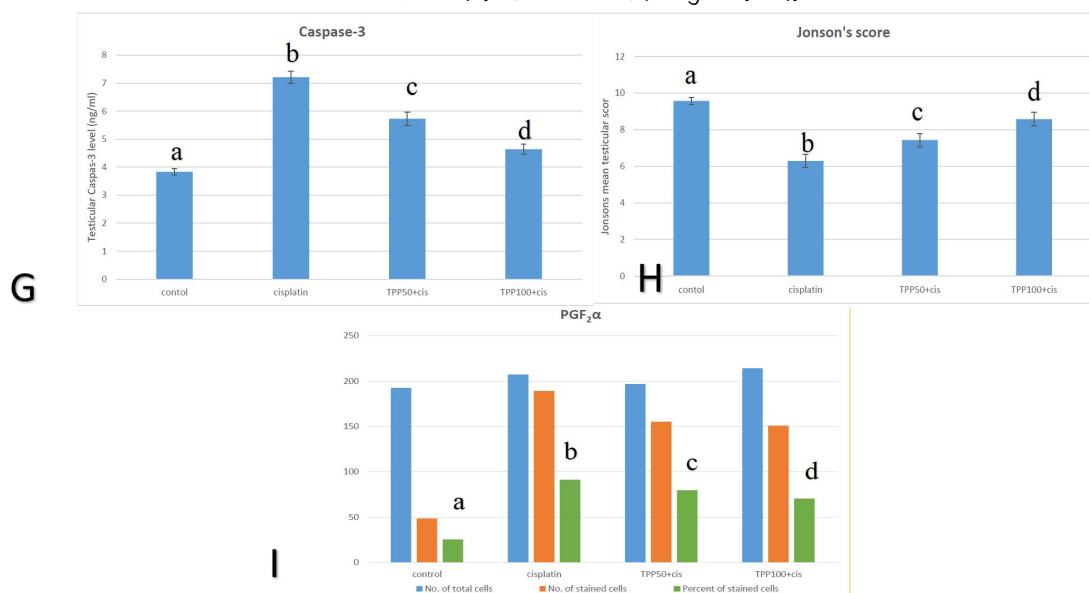 Caspase-3
8
7
6
5
4
3
2
1
0
Testicular Caspas-3 level (ng/ml)
a
b
c
d
contol
cisplatin
TPP50+cis
TPP100+cis
G
Jonson's score
12
10
8
6
4
2
0
Jonsons mean testicular scor
a
b
c
d
contol
cisplatin
TPP50+cis
TPP100+cis
H
PGF₂α
250
200
150
100
50
0
a
b
c
d
control
cisplatin
TPP50+cis
TPP100+cis
No. of total cells
No. of stained cells
Percent of stained cells
I